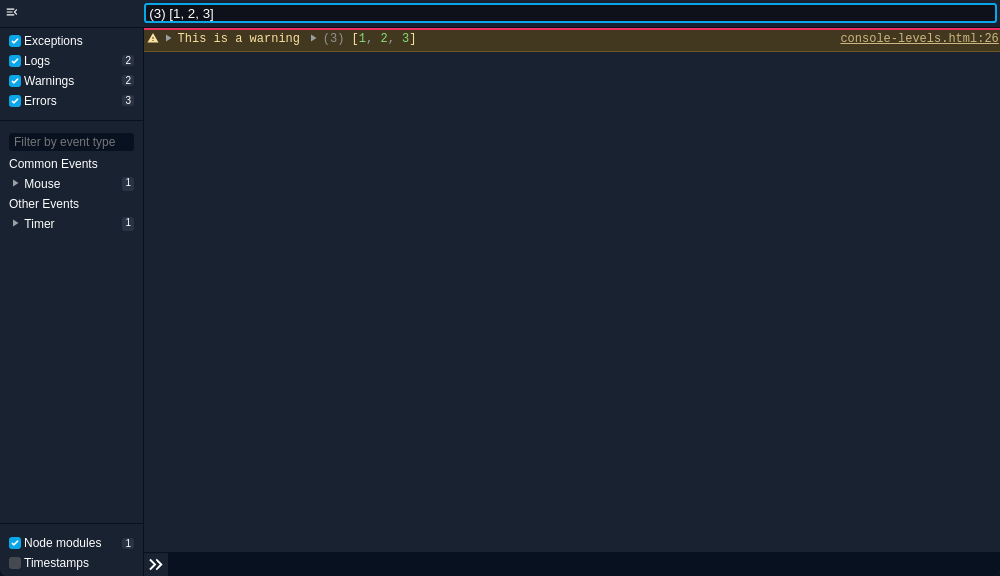 (3) [1, 2, 3]
Exceptions
Logs 2
Warnings 2
Errors 3
Filter by event type
Common Events
Mouse 1
Other Events
Timer 1
Node modules 1
Timestamps
This is a warning (3) [1, 2, 3] console-levels.html:26